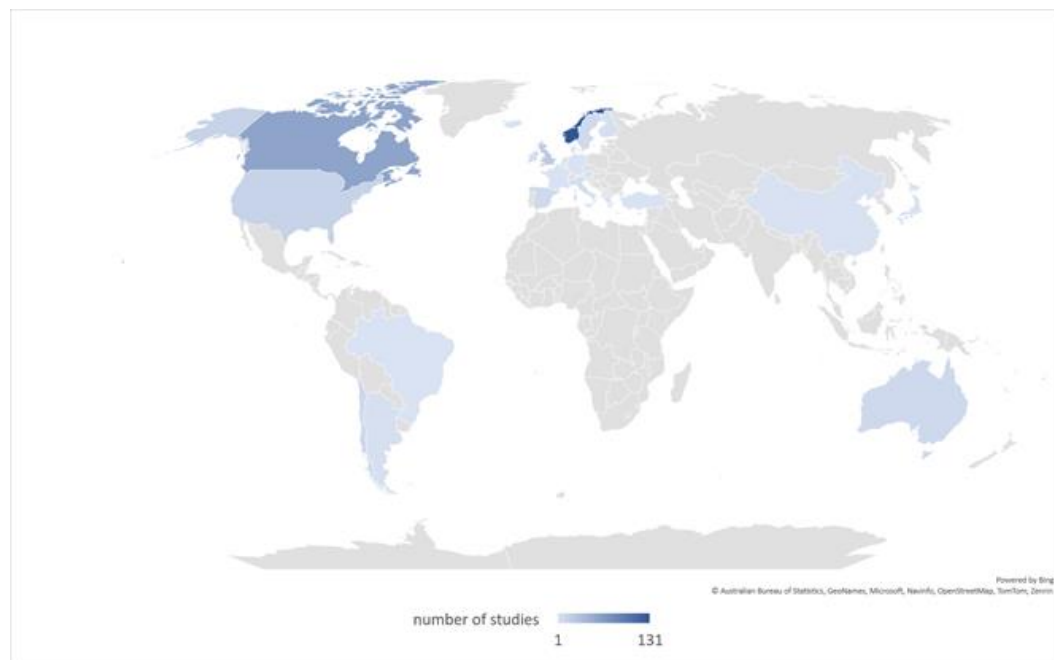 Powered by Bing
© Australian Bureau of Statistics, GeoNames, Microsoft, Navinfo, OpenStreetMap, TomTom, Zenrin
number of studies
1
131